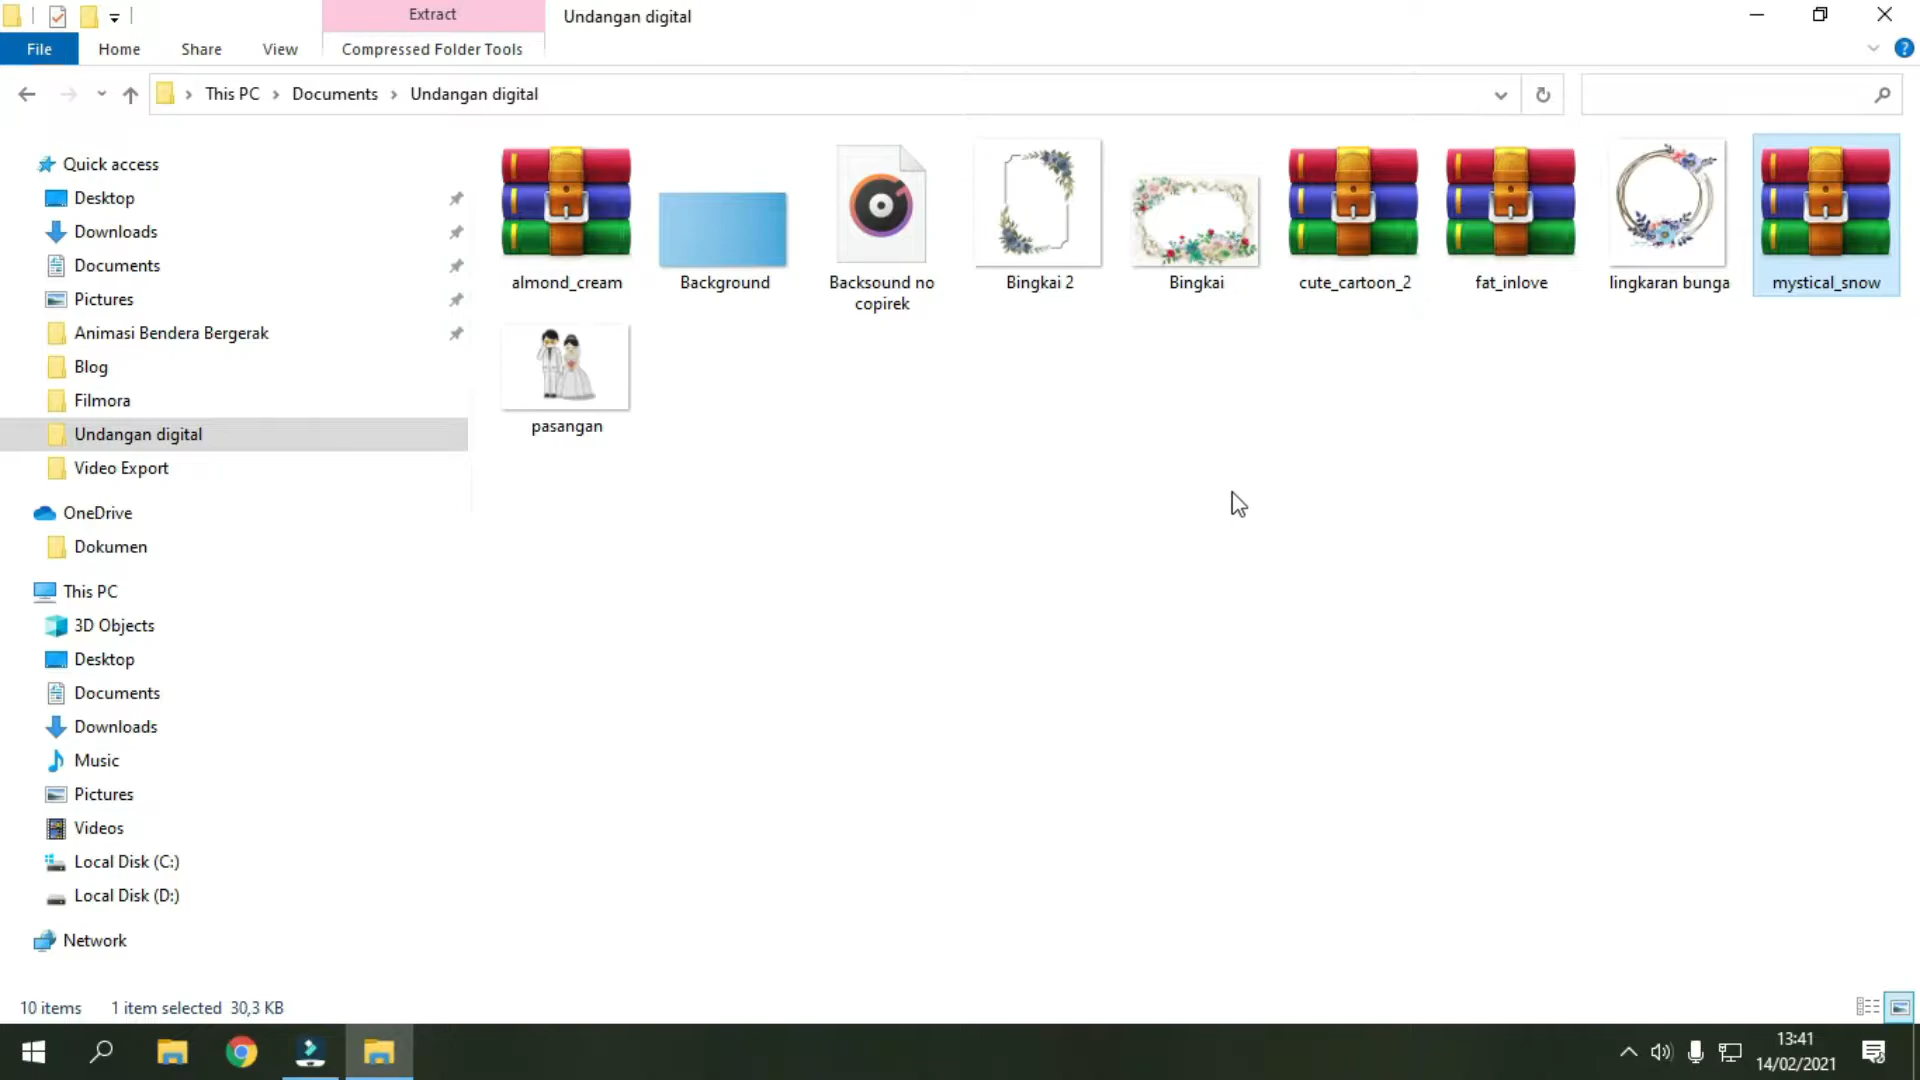 Extract
Undangan digital
File
Home
Share
View
Compressed Folder Tools
This PC
Documents
Undangan digital
Quick access
Desktop
Downloads
Documents
Pictures
Animasi Bendera Bergerak
Blog
Filmora
Undangan digital
Video Export
OneDrive
Dokumen
This PC
3D Objects
Desktop
Documents
Downloads
Music
Pictures
Videos
Local Disk (C:)
Local Disk (D:)
Network
almond_cream
Background
Backsound no
copirek
Bingkai 2
Bingkai
cute_cartoon_2
fat_inlove
lingkaran bunga
mystical_snow
pasangan
10 items
1 item selected 30,3 KB
13:41
14/02/2021